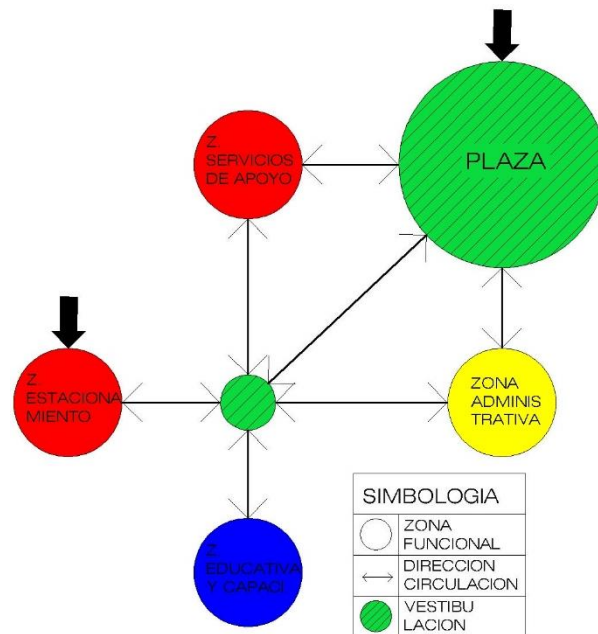 Z.
SERVICIOS
DE APOYO
PLAZA
Z.
ESTACIONA
MIENTO
ZONA
ADMINIS
TRATIVA
Z.
EDUCATIVA
Y CAPACI.
SIMBOLOGIA
ZONA
FUNCIONAL
DIRECCION
CIRCULACION
VESTIBU
LACION